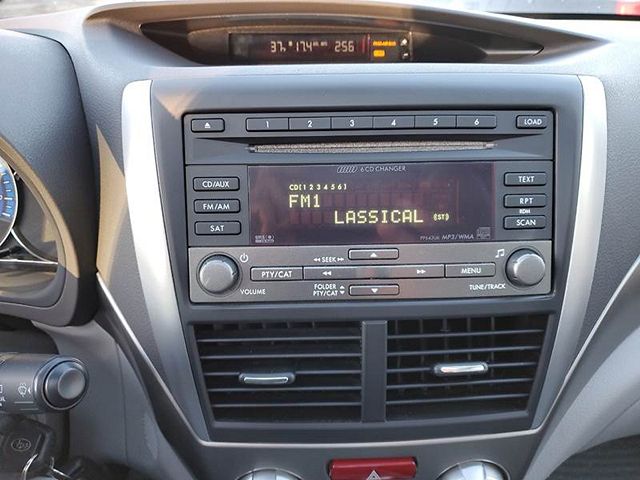 37 17.4 256
1 2 3 4 5 6 LOAD
6 CD CHANGER
CD/AUX CD[1 2 3 4 5 6] TEXT
FM/AM FM1 RPT
RDM
SAT LASSICAL (ST) SCAN
MP3/WMA
SEEK
PTY/CAT MENU
VOLUME FOLDER TUNE/TRACK
PTY/CAT